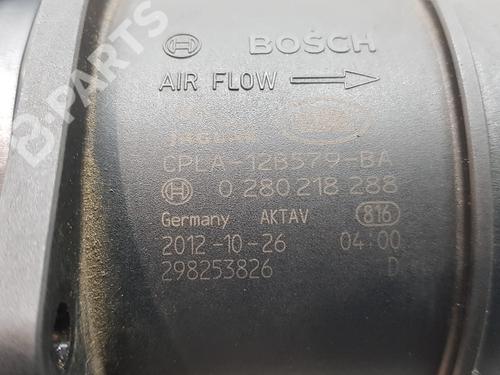 BOSCH
AIR FLOW
JAGUAR
CPLA-12B579-BA
0 280 218 288
Germany AKTAV 816
2012-10-26 04:00
298253826 D
B-PARTS